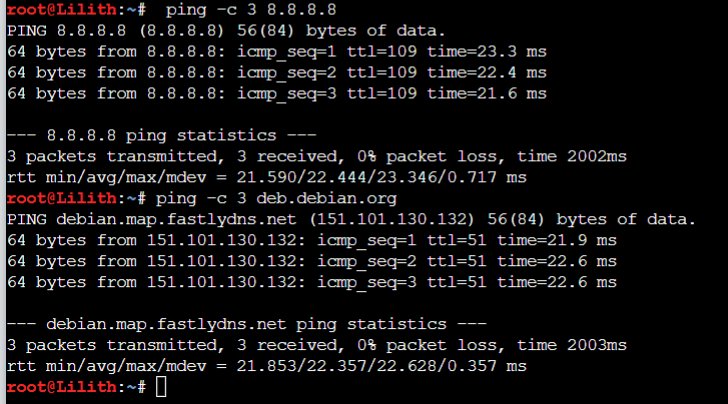 root@Lilith:~#  ping -c 3 8.8.8.8
PING 8.8.8.8 (8.8.8.8) 56(84) bytes of data.
64 bytes from 8.8.8.8: icmp_seq=1 ttl=109 time=23.3 ms
64 bytes from 8.8.8.8: icmp_seq=2 ttl=109 time=22.4 ms
64 bytes from 8.8.8.8: icmp_seq=3 ttl=109 time=21.6 ms
--- 8.8.8.8 ping statistics ---
3 packets transmitted, 3 received, 0% packet loss, time 2002ms
rtt min/avg/max/mdev = 21.590/22.444/23.346/0.717 ms
root@Lilith:~# ping -c 3 deb.debian.org
PING debian.map.fastlydns.net (151.101.130.132) 56(84) bytes of data.
64 bytes from 151.101.130.132: icmp_seq=1 ttl=51 time=21.9 ms
64 bytes from 151.101.130.132: icmp_seq=2 ttl=51 time=22.6 ms
64 bytes from 151.101.130.132: icmp_seq=3 ttl=51 time=22.6 ms
--- debian.map.fastlydns.net ping statistics ---
3 packets transmitted, 3 received, 0% packet loss, time 2003ms
rtt min/avg/max/mdev = 21.853/22.357/22.628/0.357 ms
root@Lilith:~#